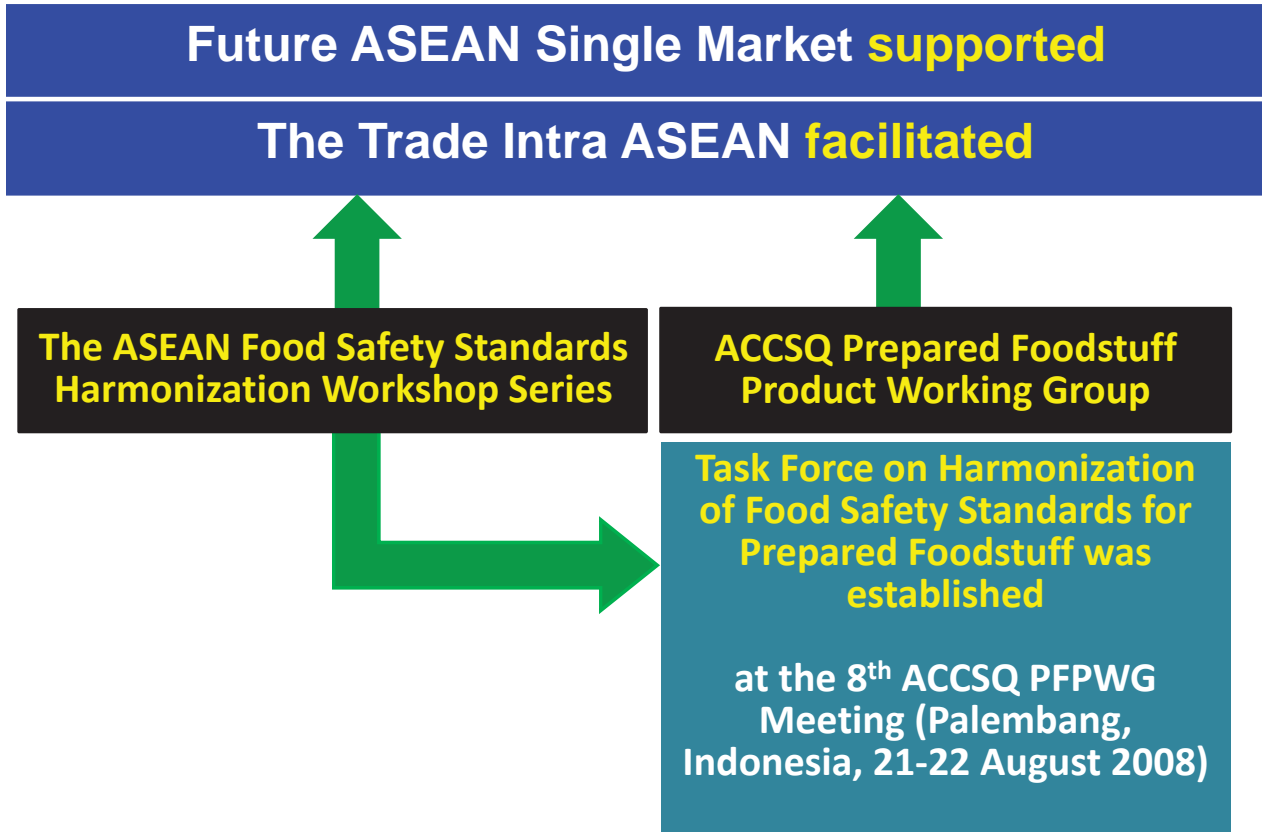 Future ASEAN Single Market supported
The Trade Intra ASEAN facilitated
The ASEAN Food Safety Standards
Harmonization Workshop Series
ACCSQ Prepared Foodstuff
Product Working Group
Task Force on Harmonization
of Food Safety Standards for
Prepared Foodstuff was
established
at the 8th ACCSQ PFPWG
Meeting (Palembang,
Indonesia, 21-22 August 2008)